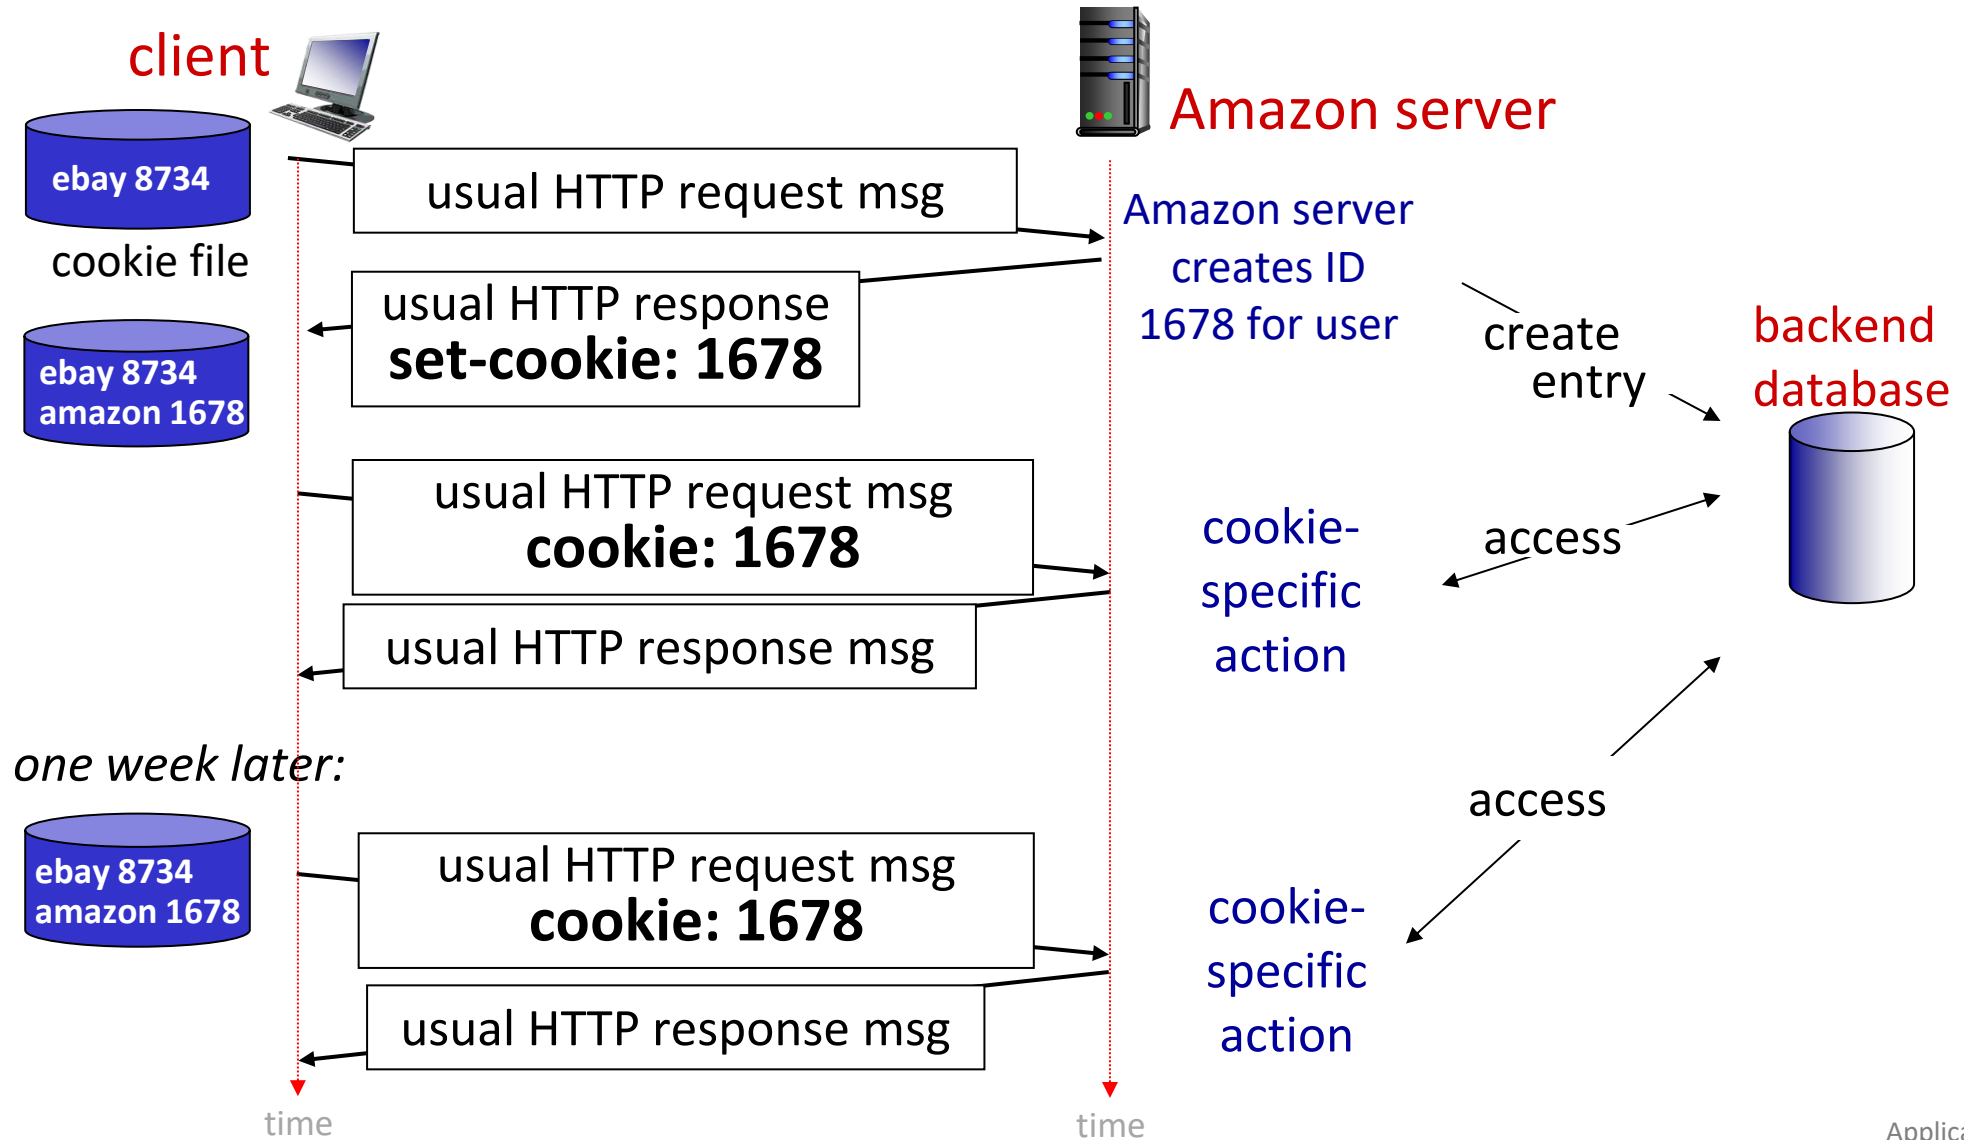 client
Amazon server
ebay 8734
cookie file
usual HTTP request msg
Amazon server
creates ID
1678 for user
usual HTTP response
set-cookie: 1678
create
entry
backend
database
ebay 8734
amazon 1678
usual HTTP request msg
cookie: 1678
cookie-
specific
action
access
usual HTTP response msg
one week later:
access
ebay 8734
amazon 1678
usual HTTP request msg
cookie: 1678
cookie-
specific
action
usual HTTP response msg
time
time